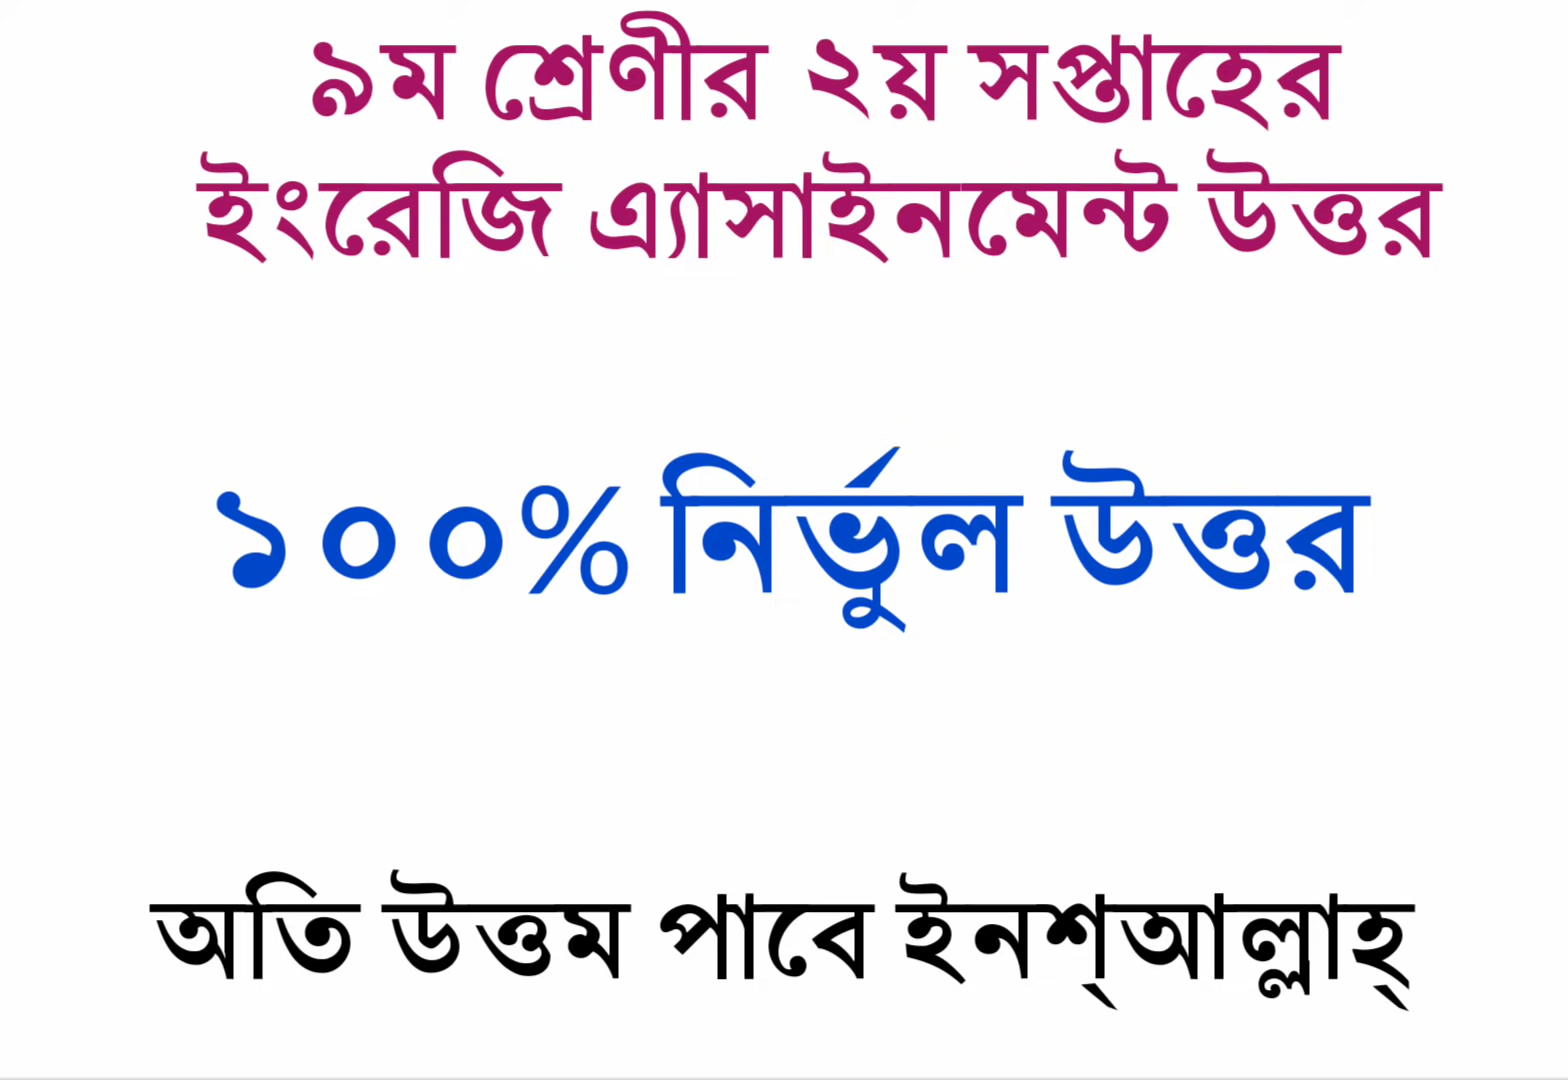 ৯ম শ্রেণীর ২য় সপ্তাহের
ইংরেজি এ্যাসাইনমেন্ট উত্তর
১০০% নির্ভুল উত্তর
অতি উত্তম পাবে ইনশ্‌আল্লাহ্